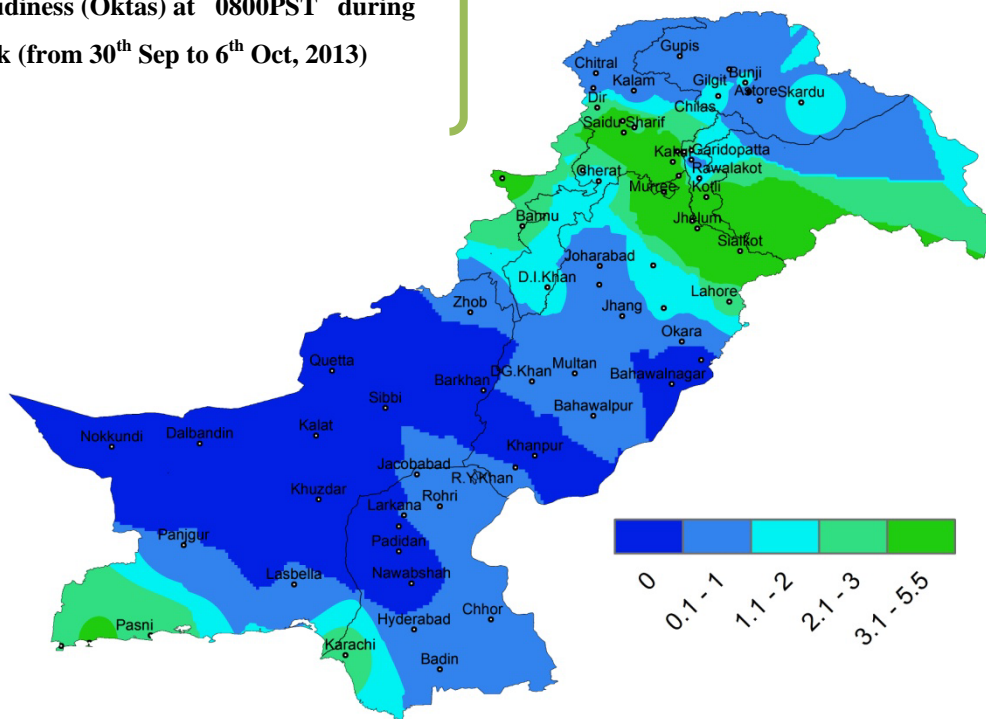 udiness (Oktas) at 0800PST during
k (from 30th Sep to 6th Oct, 2013)
Gupis
Chitral
Bunji
Gilgit
Kalam
Astore
Skardu
Dir
Chilas
Saidu Sharif
Garidopatta
Kakul
Rawalakot
Cherat
Murree
Kotli
Bannu
Jhelum
Sialkot
Joharabad
D.I.Khan
Lahore
Zhob
Jhang
Okara
Quetta
Multan
D.G.Khan
Bahawalnagar
Barkhan
Sibbi
Bahawalpur
Kalat
Nokkundi
Dalbandin
Khanpur
Jacobabad
R.Y.Khan
Khuzdar
Rohri
Larkana
Panjgur
Padidan
Lasbella
Nawabshah
Chhor
Hyderabad
Pasni
Karachi
Badin
0
0.1 - 1
1.1 - 2
2.1 - 3
3.1 - 5.5